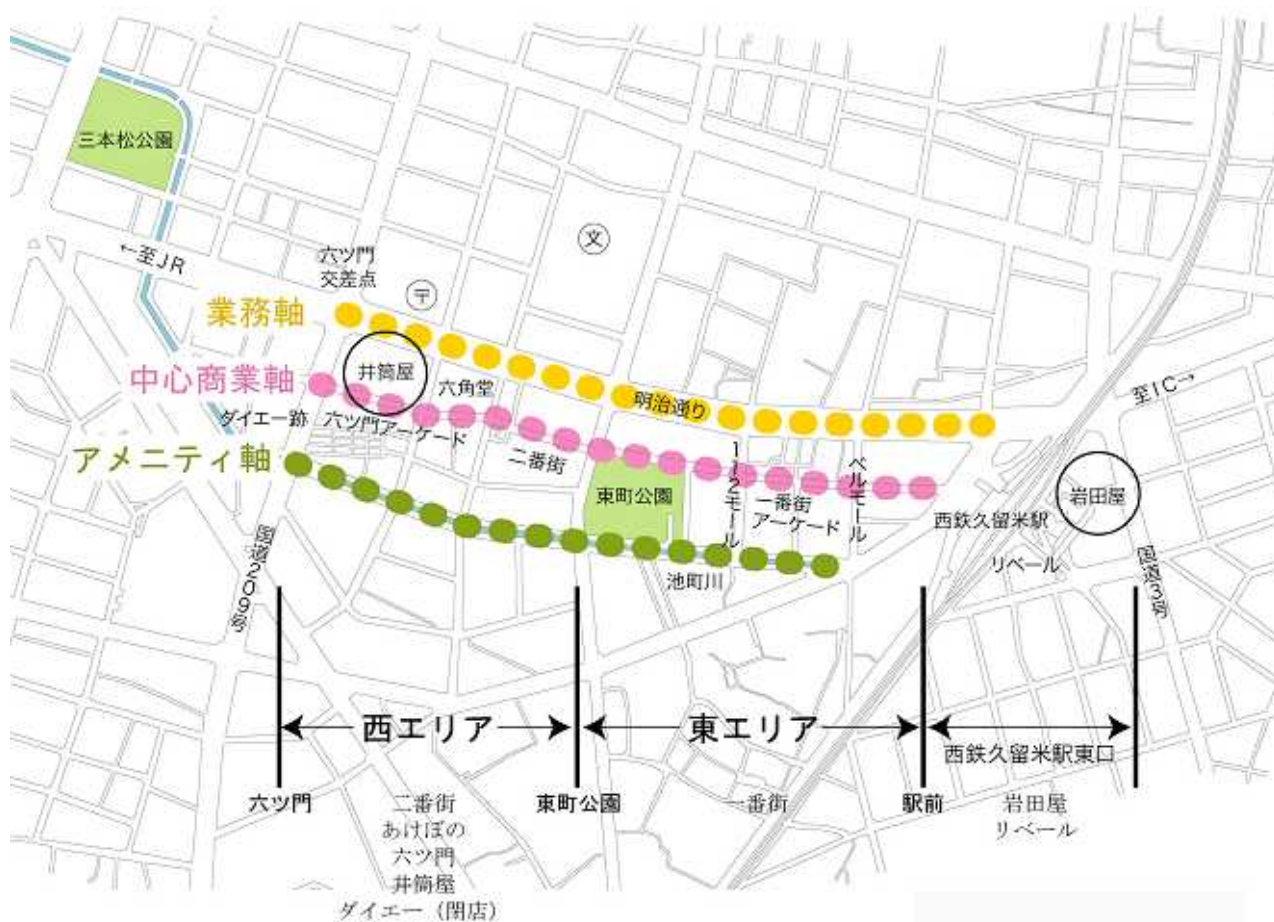 三本松公園
←至JR
六ツ門
交差点
〒
文
業務軸
井筒屋
中心商業軸
六角堂
明治通り
至IC→
ダイエー跡
六ツ門アーケード
アメニティ軸
二番街
東町公園
112モール
一番街
アーケード
ベルモール
岩田屋
西鉄久留米駅
リベール
池町川
国道209号
国道3号
西エリア
東エリア
西鉄久留米駅東口
六ツ門
二番街
あけぼの
六ツ門
井筒屋
ダイエー（閉店）
東町公園
一番街
駅前
岩田屋
リベール